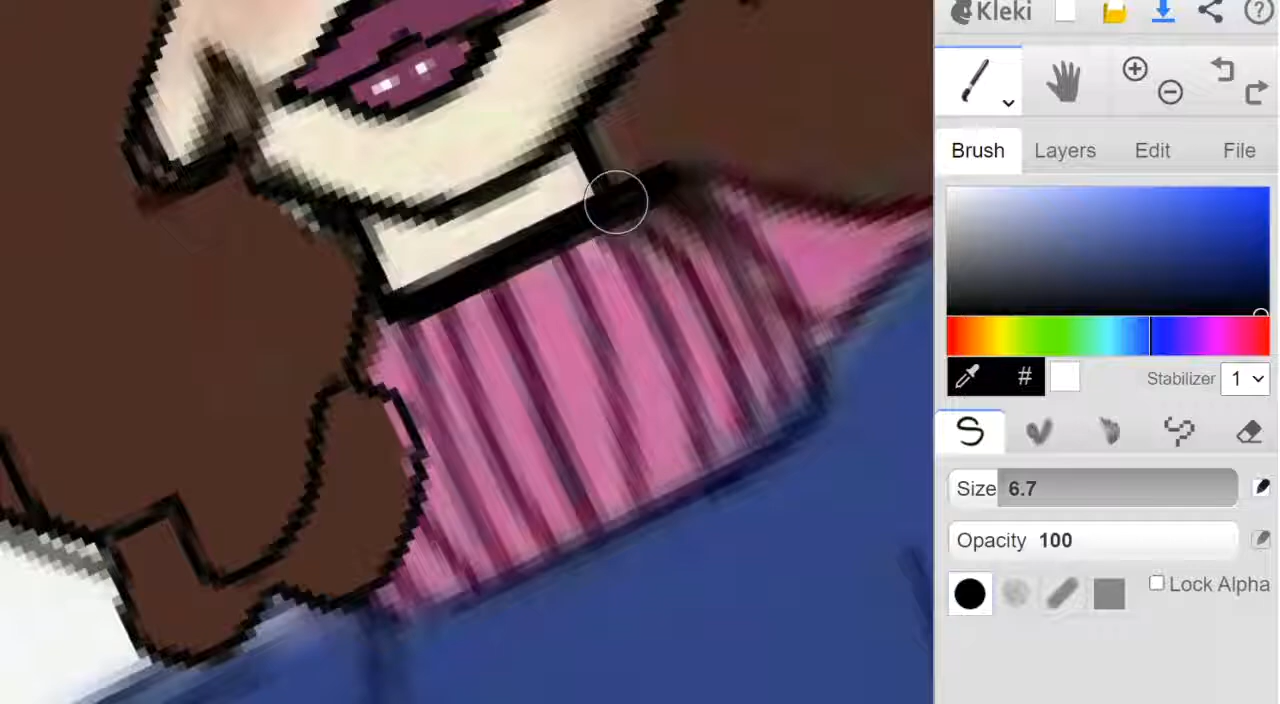 Kleki
Brush Layers Edit File
# Stabilizer 1
Size 6.7
Opacity 100
Lock Alpha